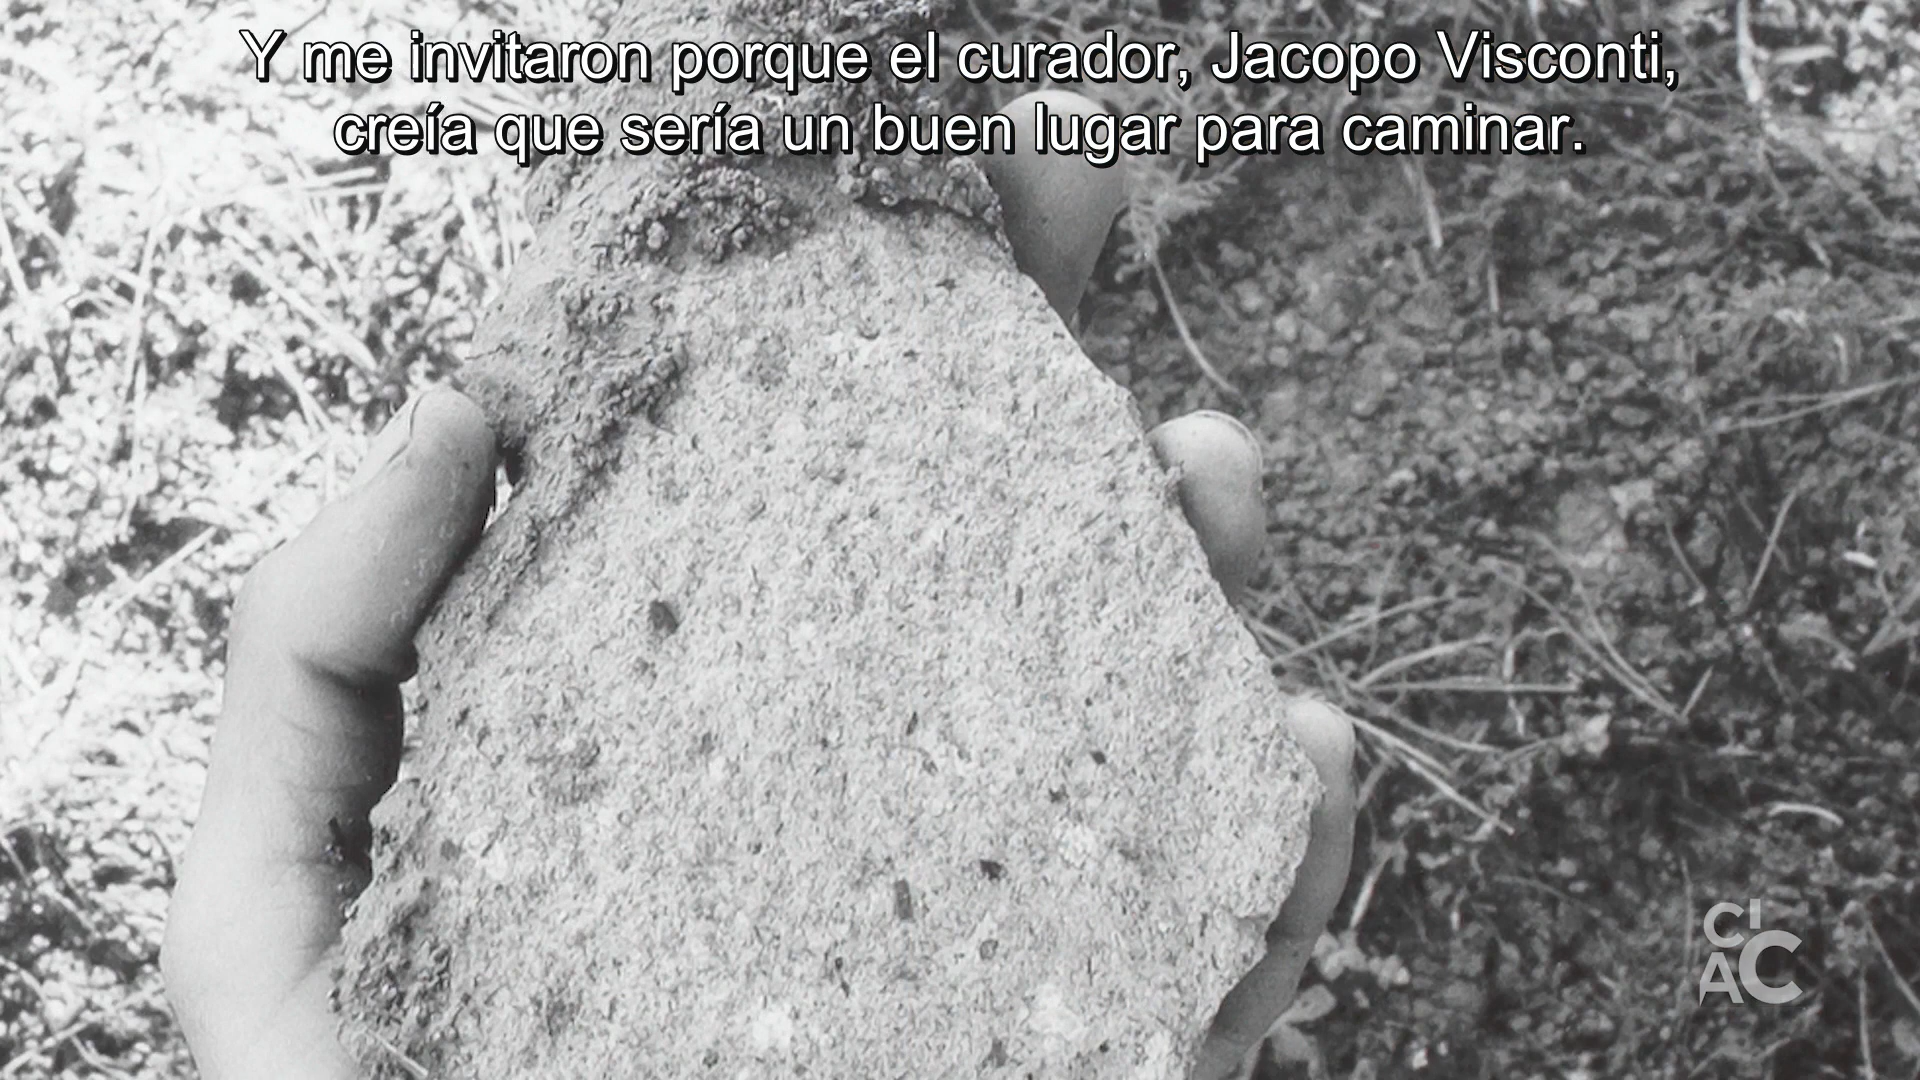 Y me invitaron porque el curador, Jacopo Visconti,
creía que sería un buen lugar para caminar.
CI
AC